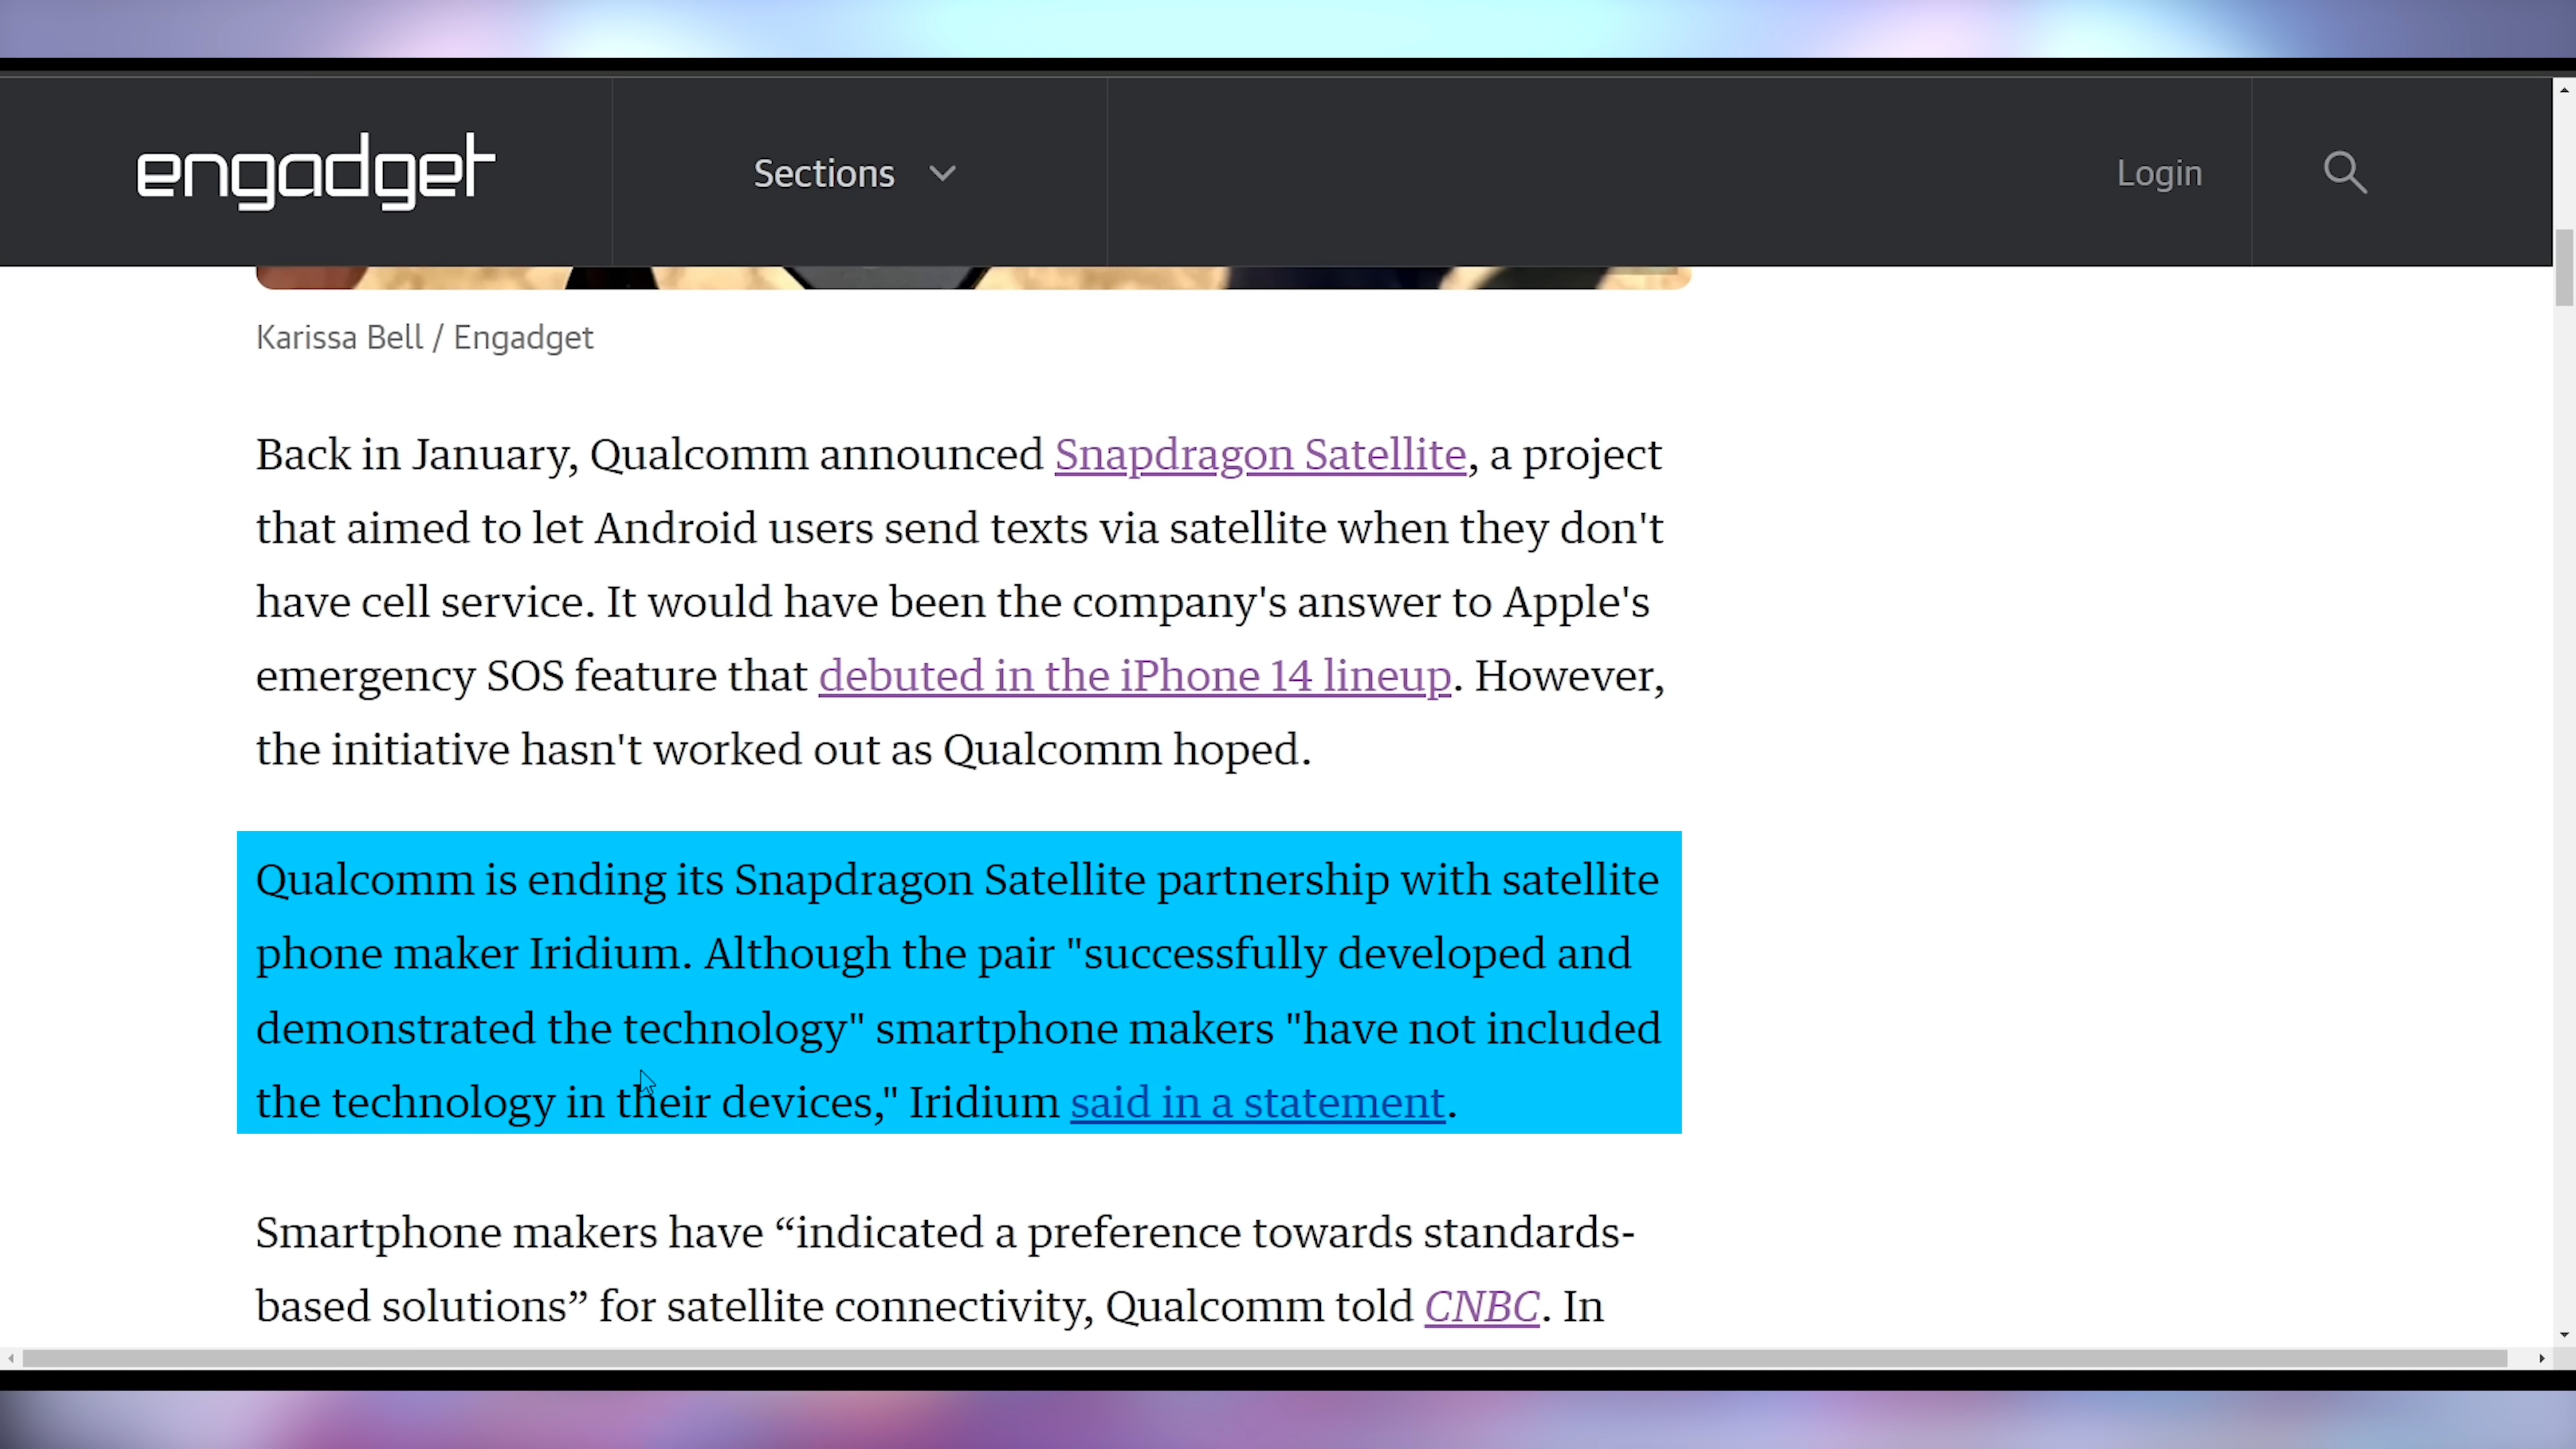 engadget
Sections
Login
Karissa Bell / Engadget
Back in January, Qualcomm announced Snapdragon Satellite, a project
that aimed to let Android users send texts via satellite when they don't
have cell service. It would have been the company's answer to Apple's
emergency SOS feature that debuted in the iPhone 14 lineup. However,
the initiative hasn't worked out as Qualcomm hoped.
Qualcomm is ending its Snapdragon Satellite partnership with satellite
phone maker Iridium. Although the pair "successfully developed and
demonstrated the technology" smartphone makers "have not included
the technology in their devices," Iridium said in a statement.
Smartphone makers have “indicated a preference towards standards-
based solutions” for satellite connectivity, Qualcomm told CNBC. In